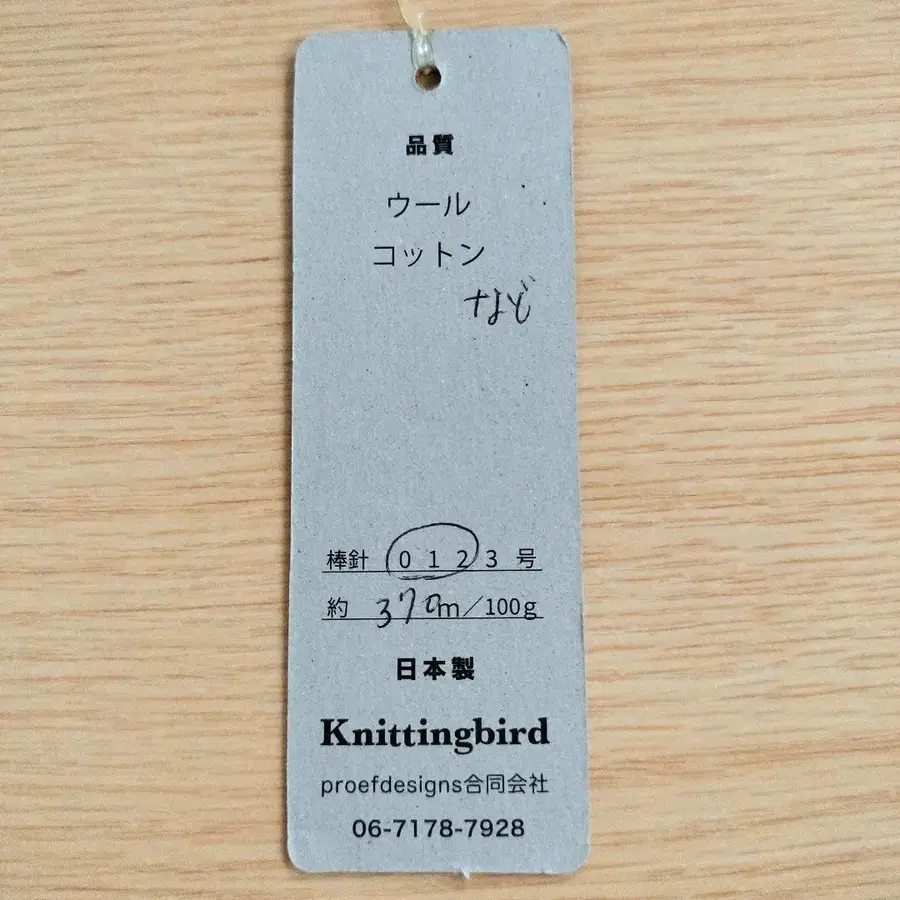 品質
ウール
コットン
など
棒針 0 1 2 3 号
約 370m/100g
日本製
Knittingbird
proefdesigns合同会社
06-7178-7928